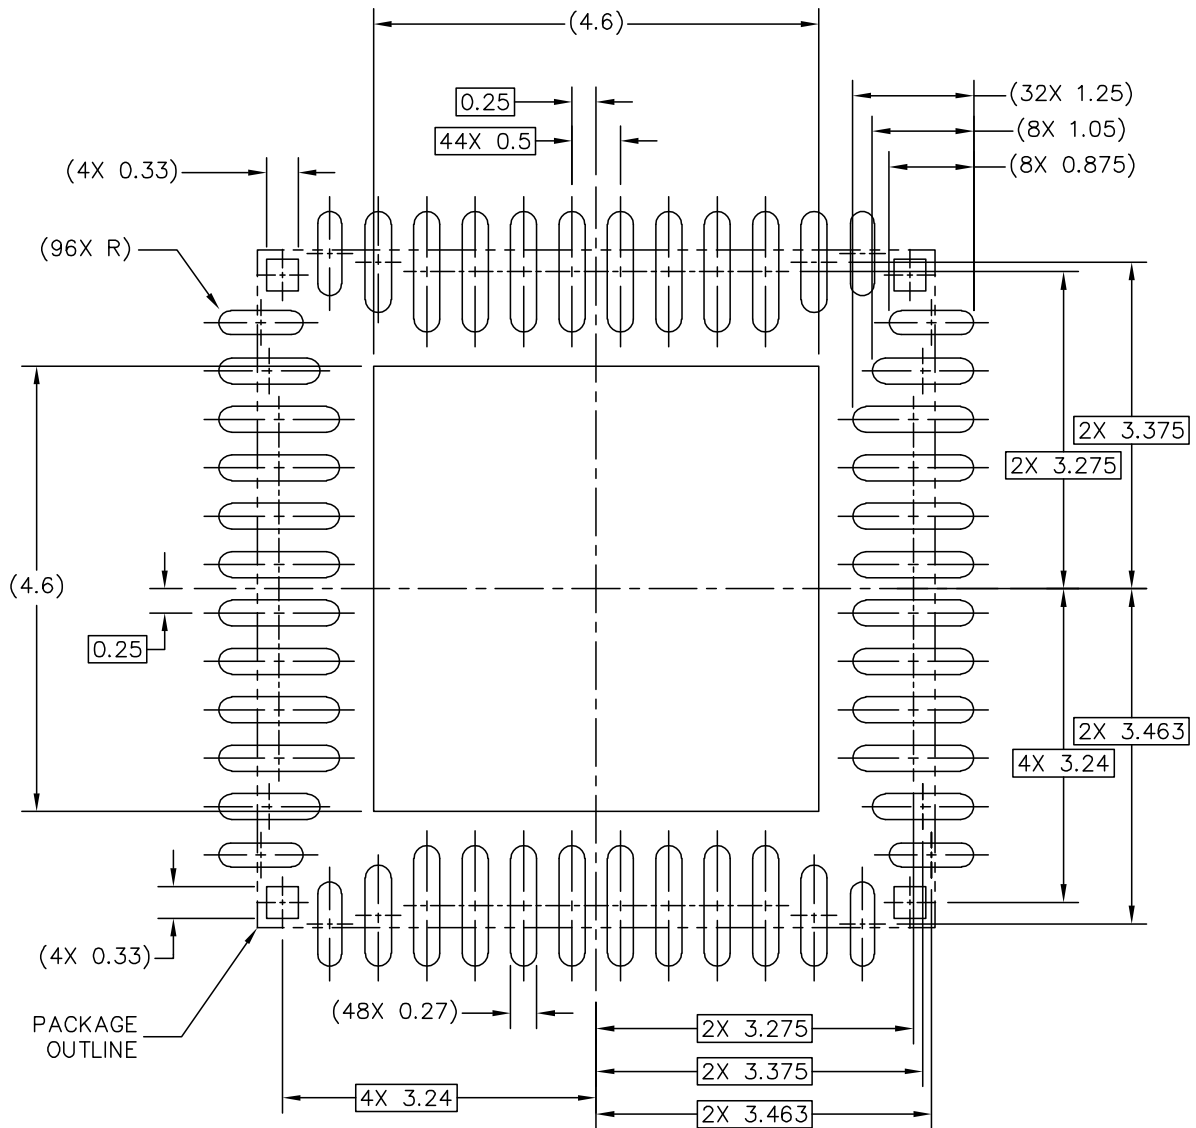 (4.6)
0.25
(32X 1.25)
44X 0.5
(8X 1.05)
(4X 0.33)
(8X 0.875)
(96X R)
2X 3.375
2X 3.275
(4.6)
0.25
2X 3.463
4X 3.24
(4X 0.33)
(48X 0.27)
PACKAGE
OUTLINE
2X 3.275
2X 3.375
4X 3.24
2X 3.463